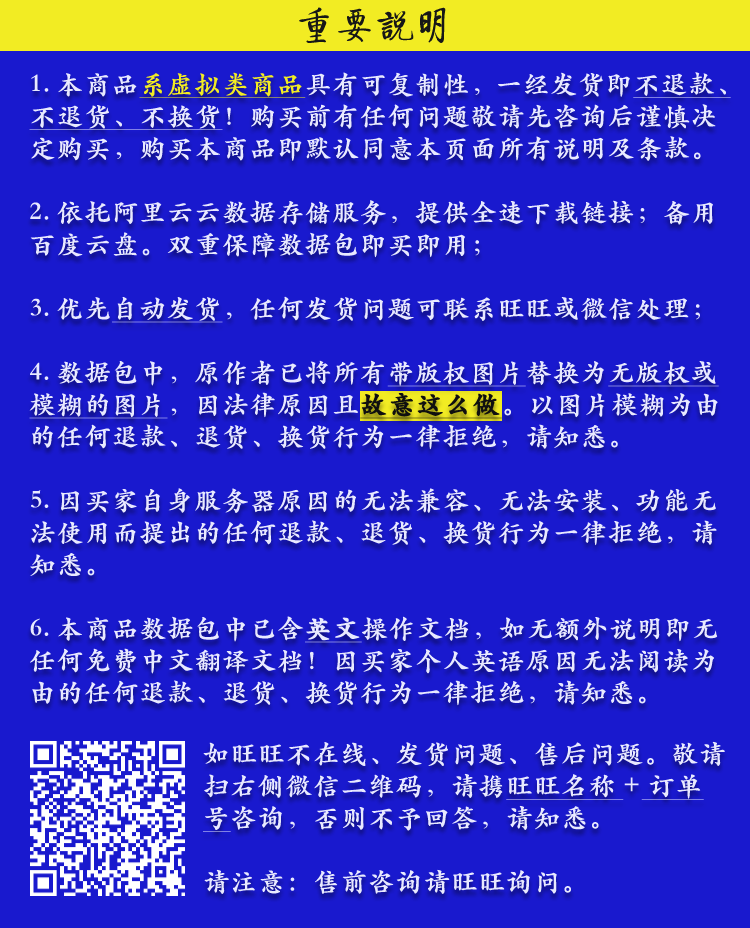 重要説明
1. 本商品系虚拟类商品具有可复制性，一经发货即不退款、
不退货、不换货！购买前有任何问题敬请先咨询后谨慎决
定购买，购买本商品即默认同意本页面所有说明及条款。
2. 依托阿里云云数据存储服务，提供全速下载链接；备用
百度云盘。双重保障数据包即买即用；
3. 优先自动发货，任何发货问题可联系旺旺或微信处理；
4. 数据包中，原作者已将所有带版权图片替换为无版权或
模糊的图片，因法律原因且故意这么做。以图片模糊为由
的任何退款、退货、换货行为一律拒绝，请知悉。
5. 因买家自身服务器原因的无法兼容、无法安装、功能无
法使用而提出的任何退款、退货、换货行为一律拒绝，请
知悉。
6. 本商品数据包中已含英文操作文档，如无额外说明即无
任何免费中文翻译文档！因买家个人英语原因无法阅读为
由的任何退款、退货、换货行为一律拒绝，请知悉。
如旺旺不在线、发货问题、售后问题。敬请
扫右侧微信二维码，请携旺旺名称 + 订单
号咨询，否则不予回答，请知悉。
请注意：售前咨询请旺旺询问。